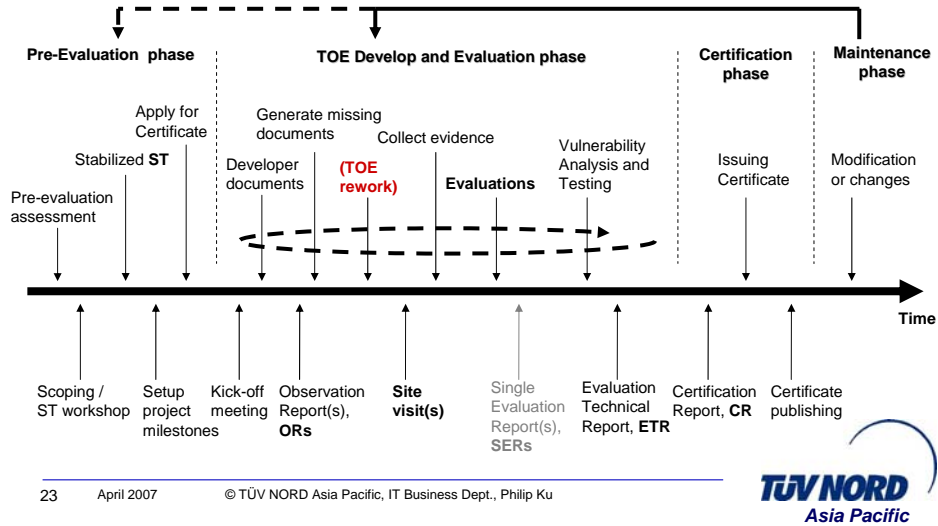 Pre-Evaluation phase
TOE Develop and Evaluation phase
Certification
phase
Maintenance
phase
Pre-evaluation
assessment
Stabilized ST
Apply for
Certificate
Developer
documents
Generate missing
documents
(TOE
rework)
Collect evidence
Evaluations
Vulnerability
Analysis and
Testing
Issuing
Certificate
Modification
or changes
Time
Scoping /
ST workshop
Setup
project
milestones
Kick-off
meeting
Observation
Report(s),
ORs
Site
visit(s)
Single
Evaluation
Report(s),
SERs
Evaluation
Technical
Report, ETR
Certification
Report, CR
Certificate
publishing
23 April 2007 © TÜV NORD Asia Pacific, IT Business Dept., Philip Ku
TÜV NORD
Asia Pacific